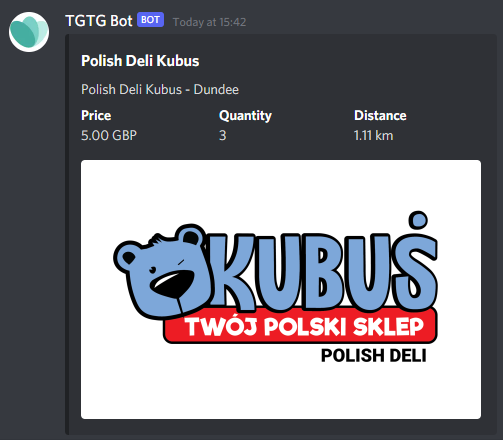 TGTG Bot BOT Today at 15:42
Polish Deli Kubus
Polish Deli Kubus - Dundee
Price Quantity Distance
5.00 GBP 3 1.11 km
KUBUŚ
TWÓJ POLSKI SKLEP
POLISH DELI